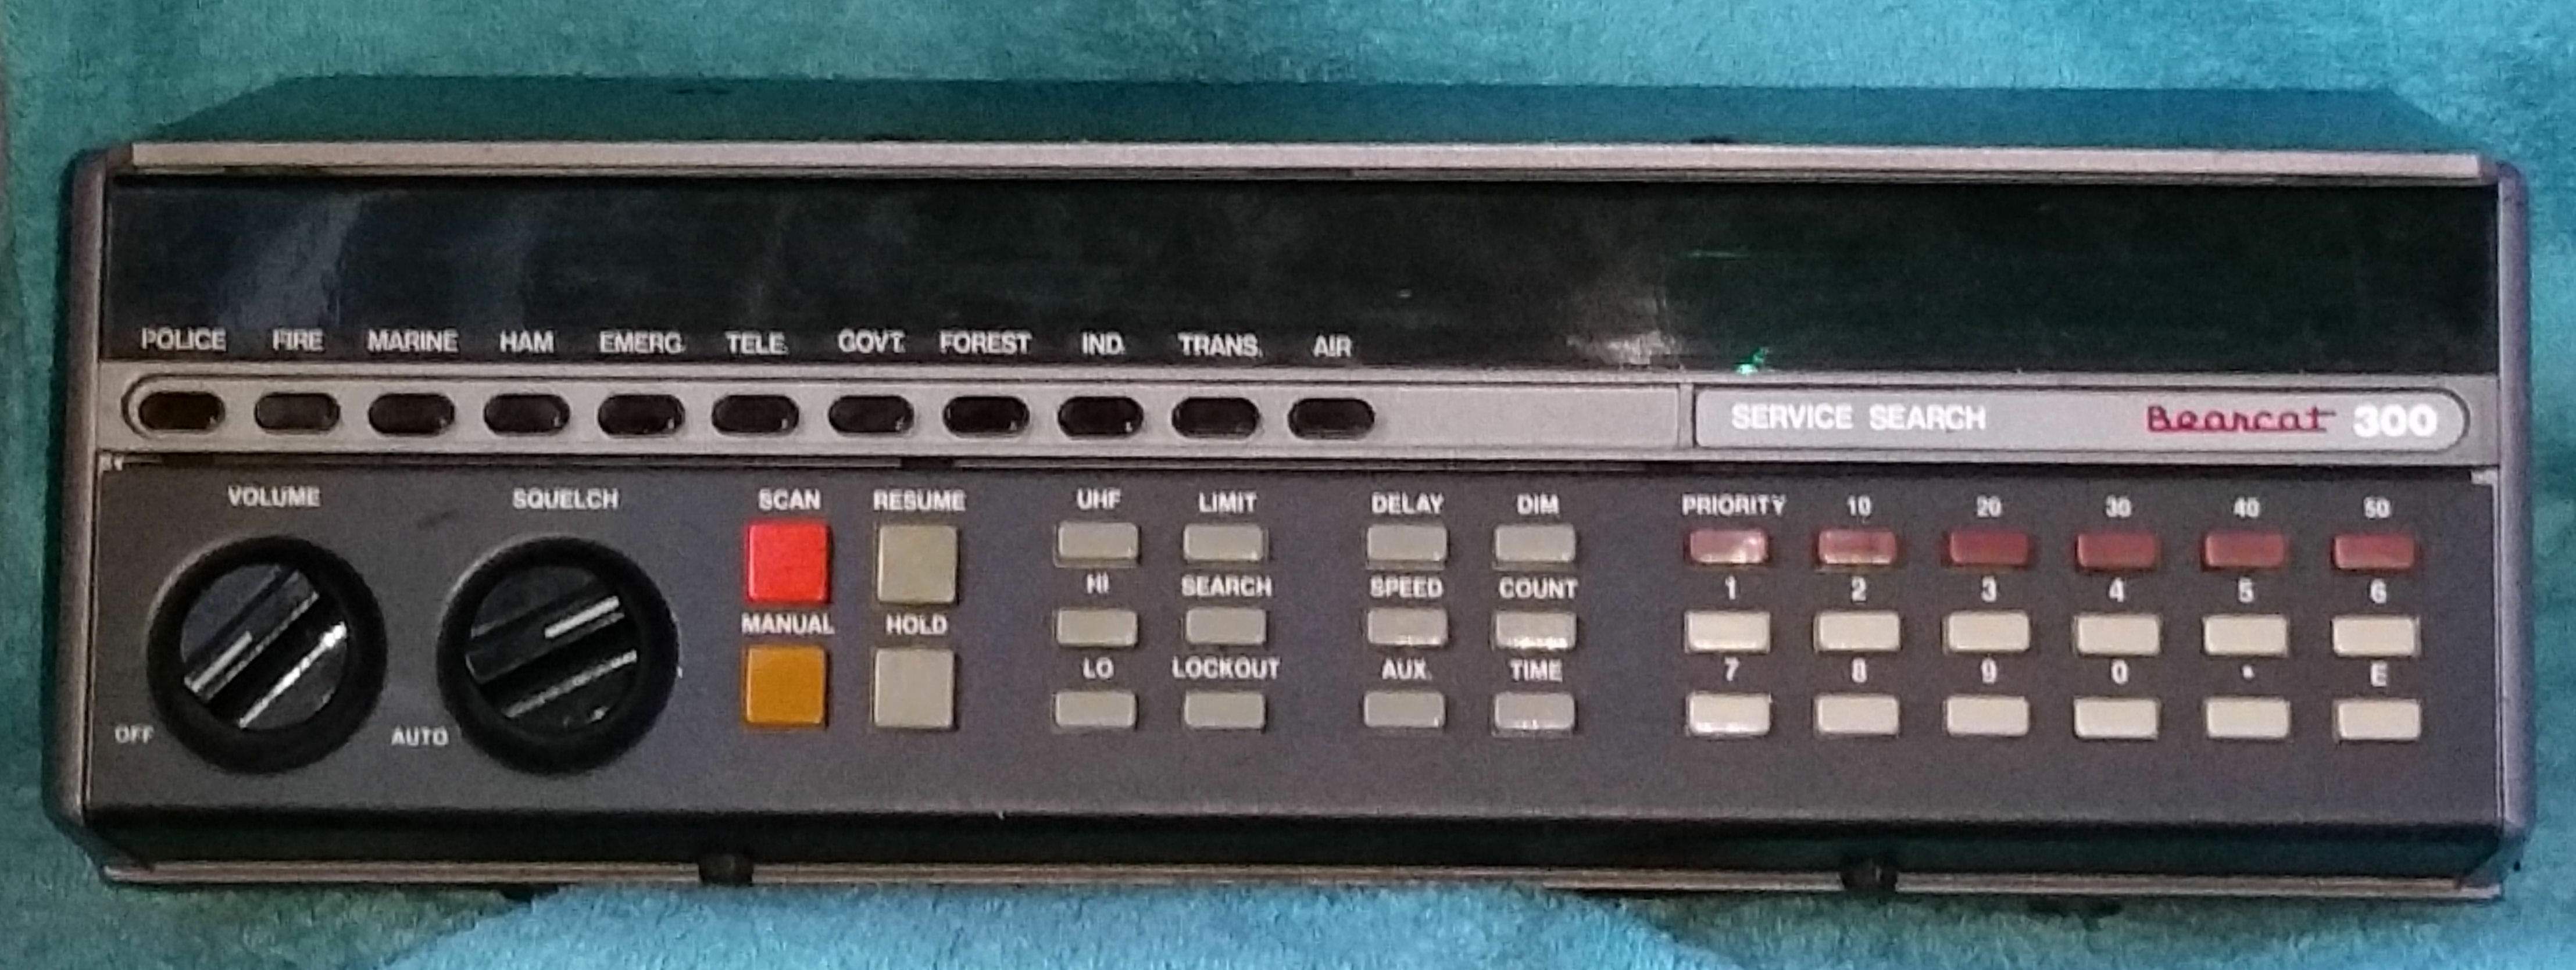 POLICE FIRE MARINE HAM EMERG. TELE. GOVT. FOREST IND. TRANS. AIR
SERVICE SEARCH Bearcat 300
VOLUME SQUELCH SCAN RESUME UHF LIMIT DELAY DIM PRIORITY 10 20 30 40 50
HI SEARCH SPEED COUNT 1 2 3 4 5 6
MANUAL HOLD
LO LOCKOUT AUX. TIME 7 8 9 0 • E
OFF AUTO